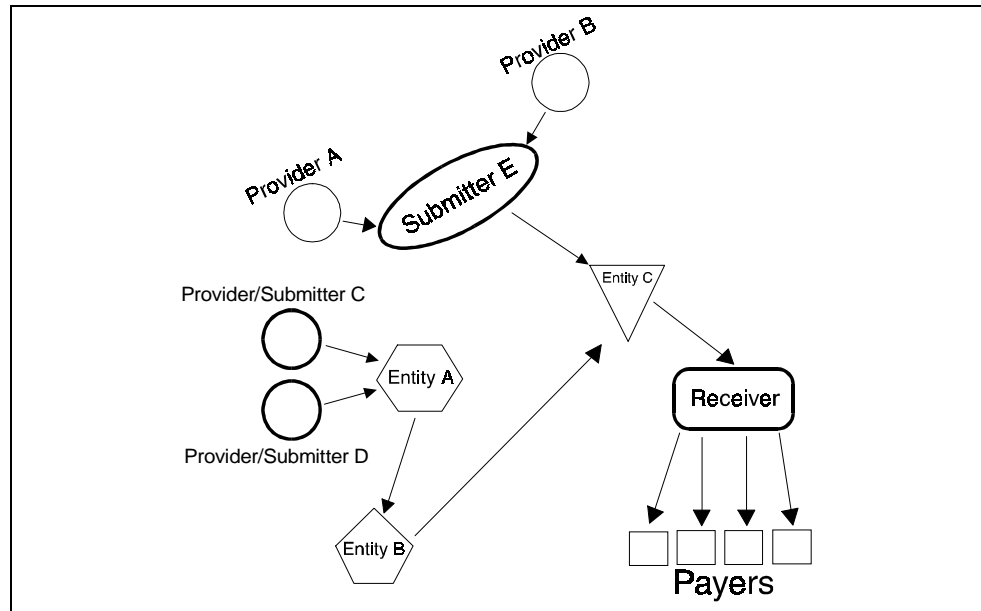 Provider B
Provider A
Submitter E
Entity C
Provider/Submitter C
Entity A
Receiver
Provider/Submitter D
Entity B
Payers